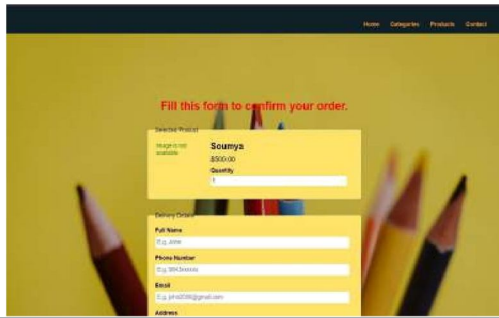 Home Categories Products Contact
Fill this form to confirm your order.
Selected Product
Image is not
available
Soumya
$500.00
Quantity
1
Delivery Details
Full Name
E.g. John
Phone Number
E.g. 9843xxxxxx
Email
Address